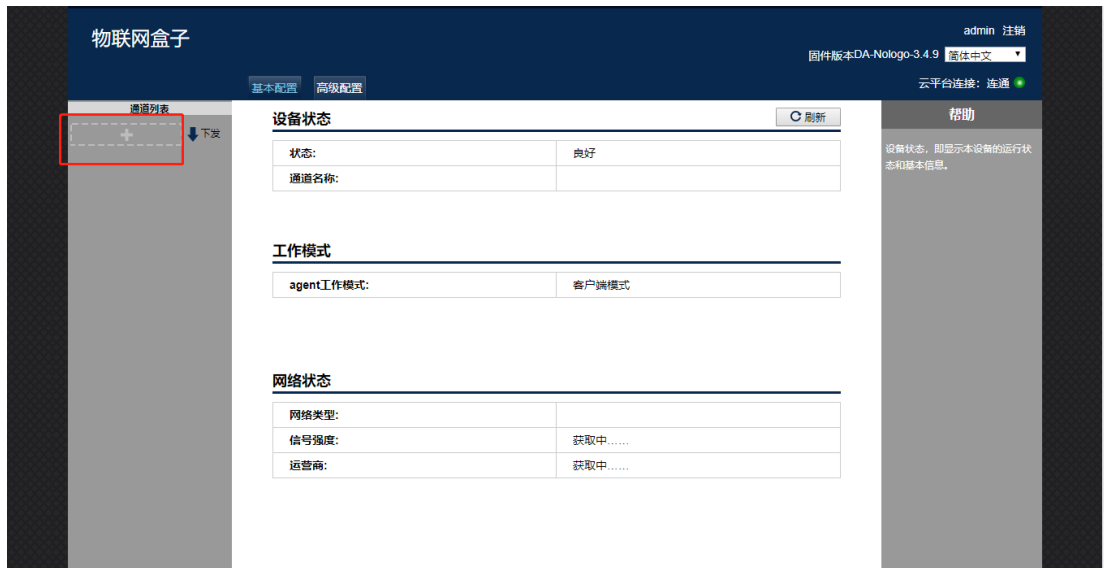 物联网盒子
admin 注销
固件版本DA-Nologo-3.4.9 简体中文
云平台连接：连通
基本配置 高级配置
通道列表
下发
设备状态
刷新
状态:
良好
通道名称:
工作模式
agent工作模式:
客户端模式
网络状态
网络类型:
信号强度:
获取中……
运营商:
获取中……
帮助
设备状态，即显示本设备的运行状
态和基本信息。